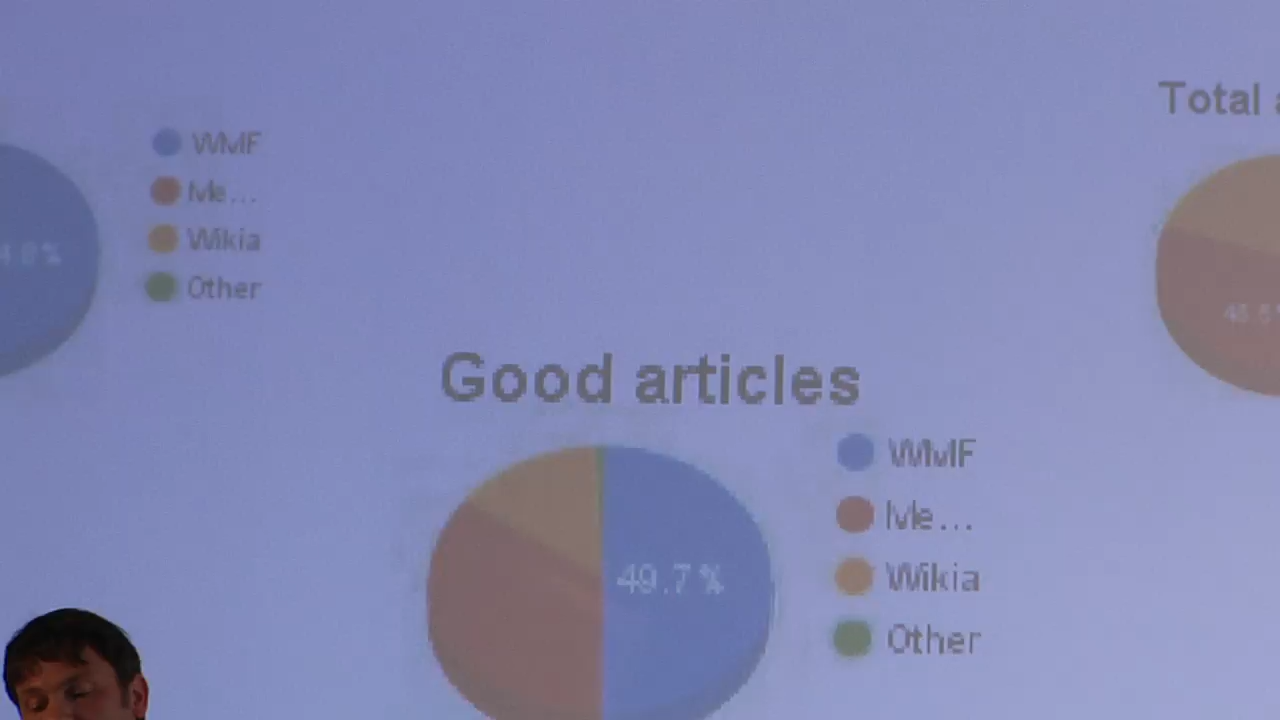 WMF
Me...
Wikia
Other
Total
Good articles
49.7%
WMF
Me...
Wikia
Other